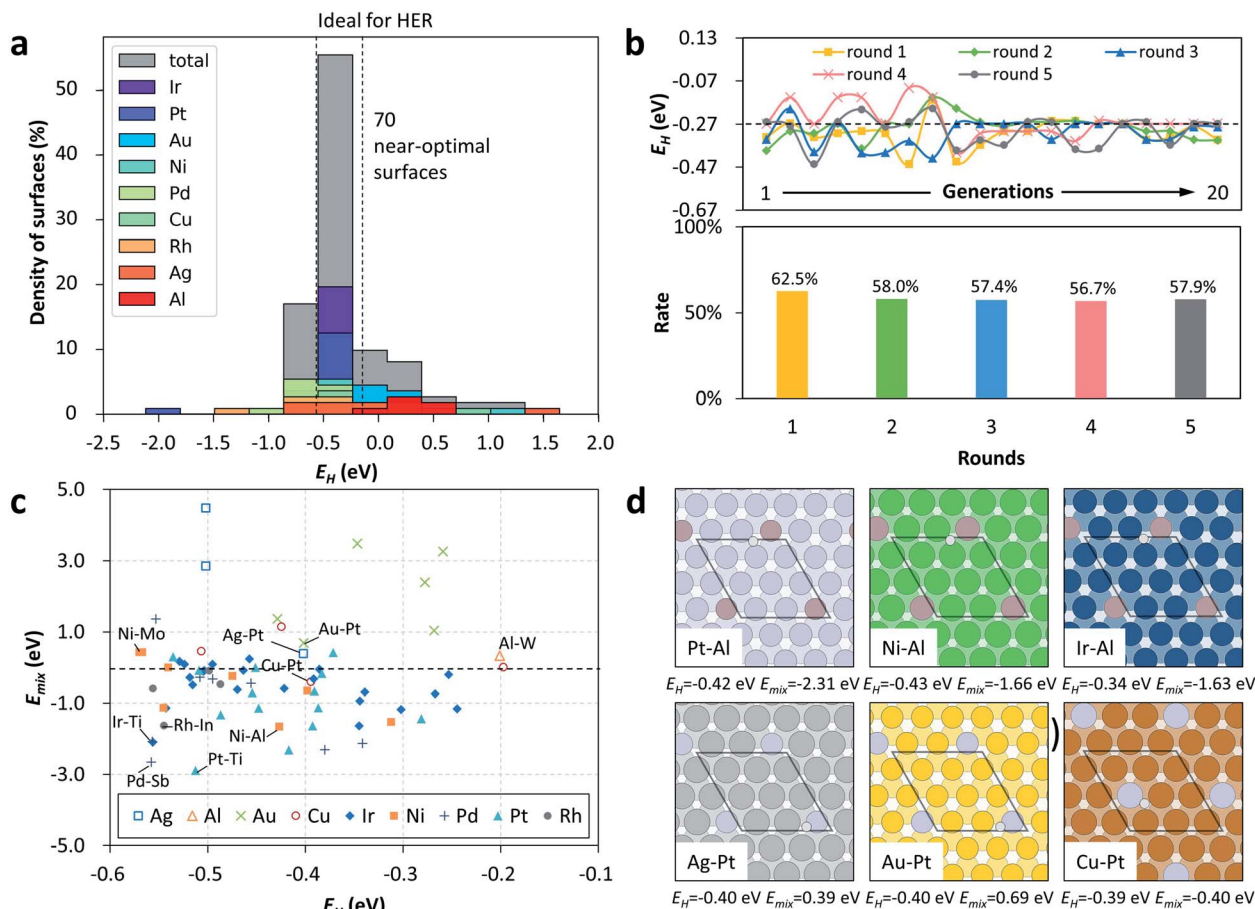 a
Ideal for HER
total
Ir
Pt
Au
Ni
Pd
Cu
Rh
Ag
Al
70
near-optimal
surfaces
Density of surfaces (%)
50
40
30
20
10
0
-2.5 -2.0 -1.5 -1.0 -0.5 0.0 0.5 1.0 1.5 2.0
E_H (eV)
b
round 1 round 2 round 3
round 4 round 5
E_H (eV)
0.13
-0.07
-0.27
-0.47
-0.67
1 Generations 20
Rate
100%
50%
0%
62.5% 58.0% 57.4% 56.7% 57.9%
1 2 3 4 5
Rounds
c
E_mix (eV)
5.0
3.0
1.0
-1.0
-3.0
-5.0
Ni-Mo
Ag-Pt
Au-Pt
Al-W
Cu-Pt
Ir-Ti
Rh-In
Ni-Al
Pd-Sb
Pt-Ti
Ag Al Au Cu Ir Ni Pd Pt Rh
-0.6 -0.5 -0.4 -0.3 -0.2 -0.1
(eV)
d
Pt-Al Ni-Al Ir-Al
E_H=-0.42 eV E_mix=-2.31 eV E_H=-0.43 eV E_mix=-1.66 eV E_H=-0.34 eV E_mix=-1.63 eV
)
Ag-Pt Au-Pt Cu-Pt
E_H=-0.40 eV E_mix=0.39 eV E_H=-0.40 eV E_mix=0.69 eV E_H=-0.39 eV E_mix=-0.40 eV